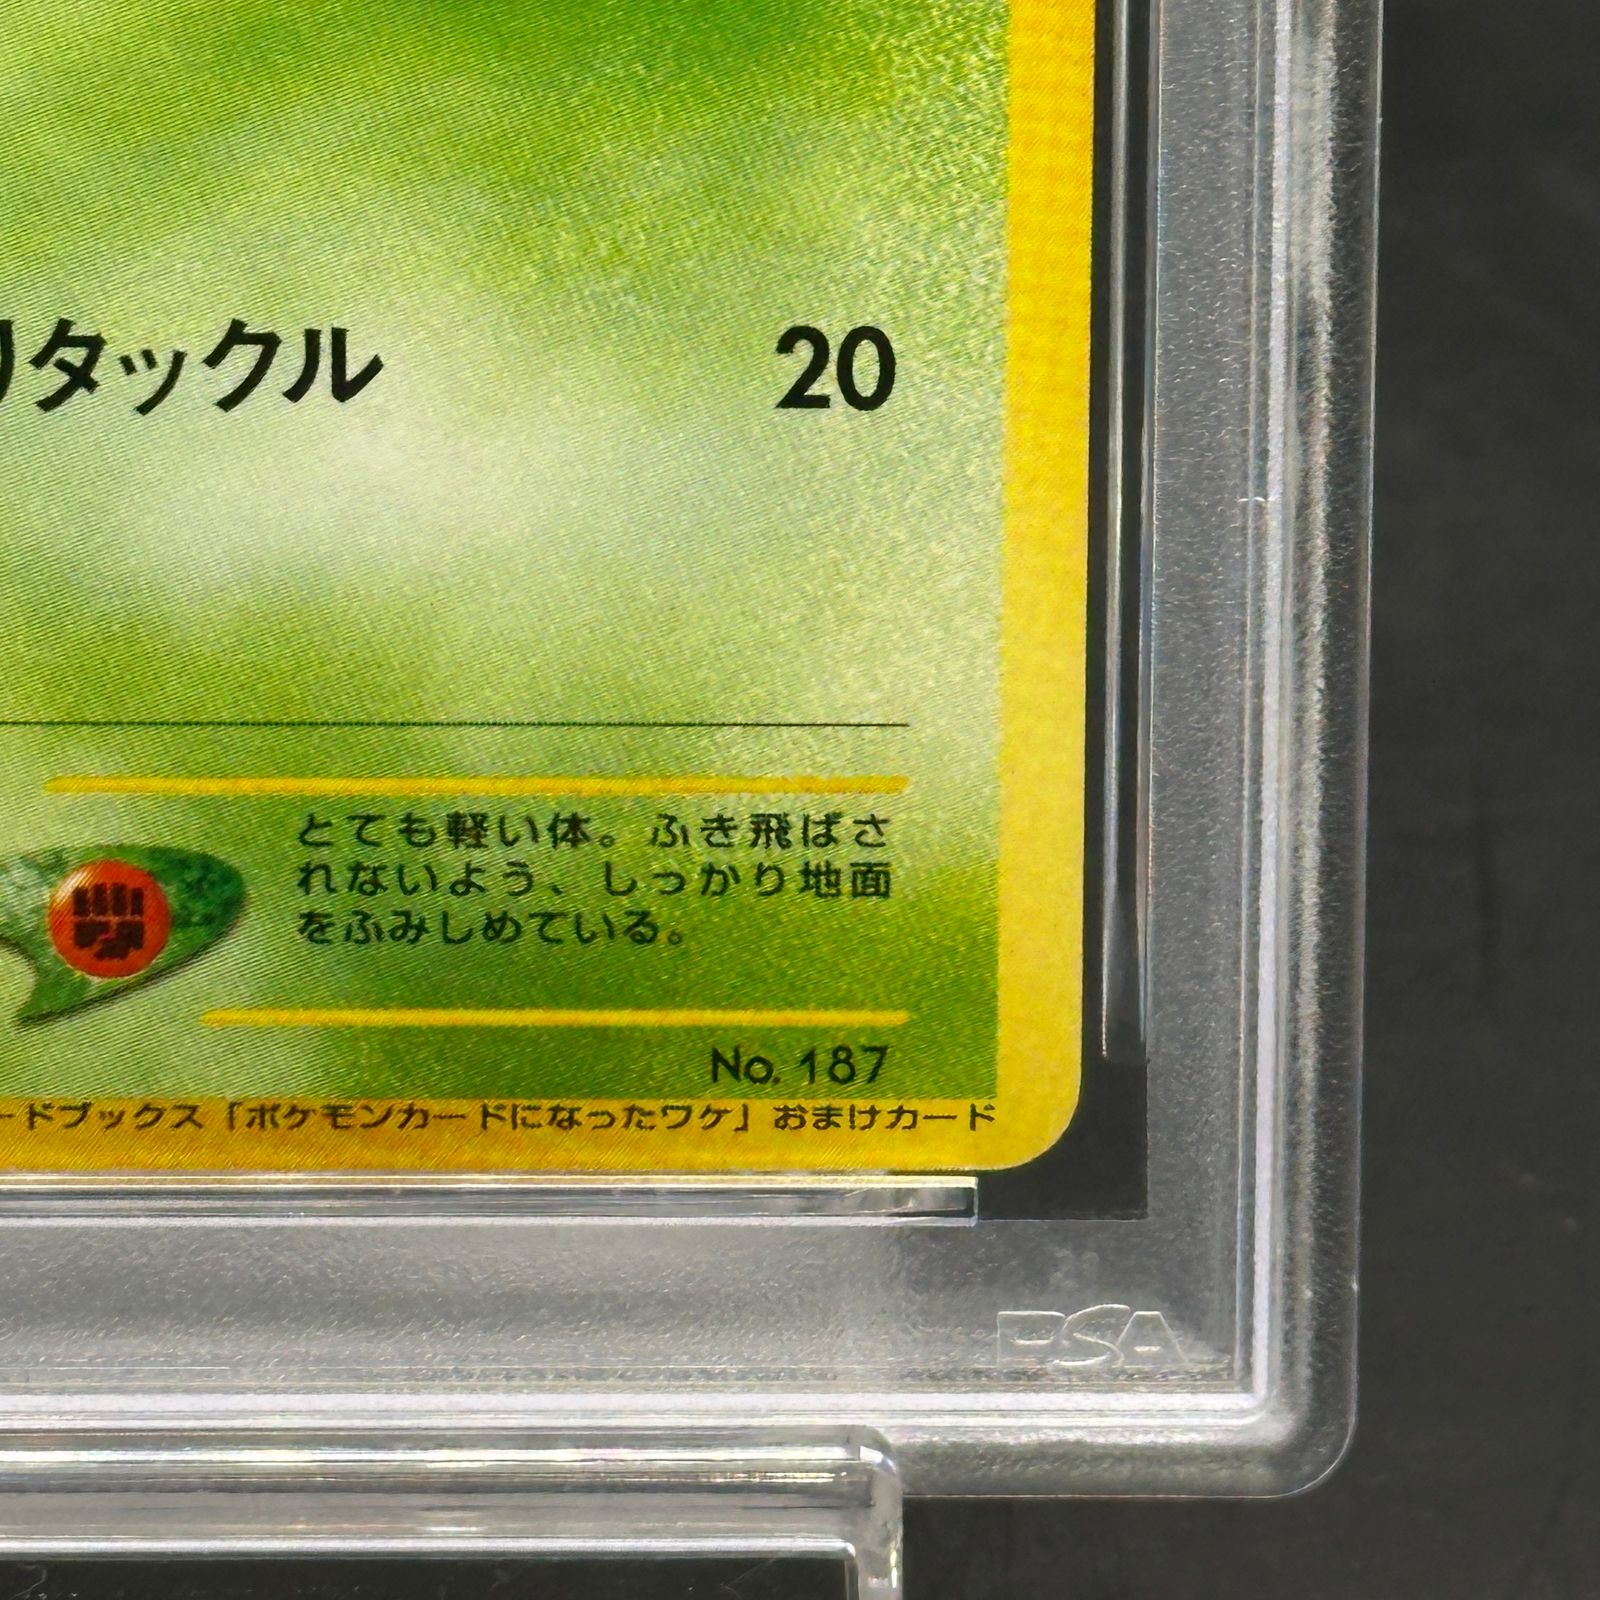 タックル 20
とても軽い体。ふき飛ばさ
れないよう、しっかり地面
をふみしめている。
No. 187
ードブックス「ポケモンカードになったワケ」おまけカード
PSA